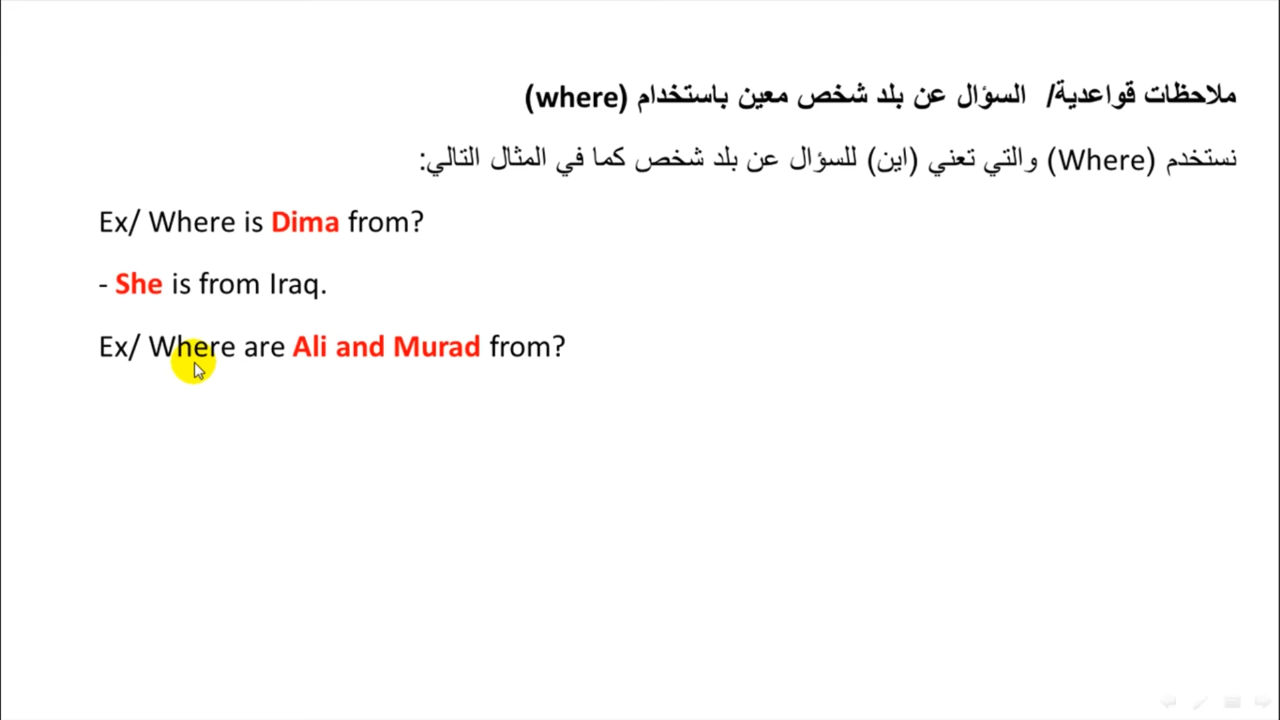 ملاحظات قواعدية/ السؤال عن بلد شخص معين باستخدام (where)
نستخدم (Where) والتي تعني (اين) للسؤال عن بلد شخص كما في المثال التالي:
Ex/ Where is Dima from?
- She is from Iraq.
Ex/ Where are Ali and Murad from?